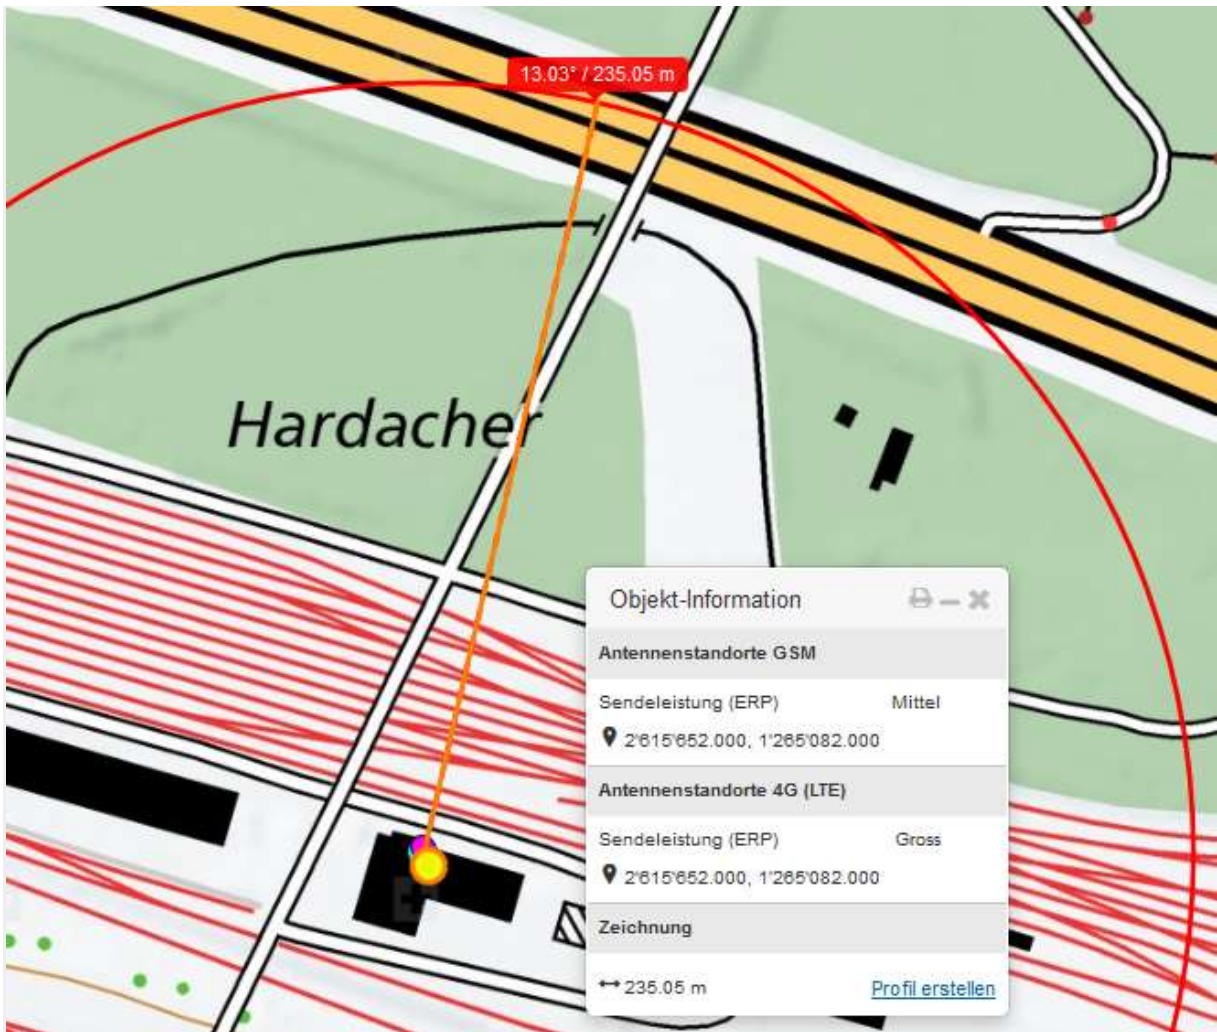 13.03° / 235.05 m
Hardacher
Objekt-Information
Antennenstandorte GSM
Sendeleistung (ERP) Mittel
2'615'652.000, 1'265'082.000
Antennenstandorte 4G (LTE)
Sendeleistung (ERP) Gross
2'615'652.000, 1'265'082.000
Zeichnung
↔ 235.05 m Profil erstellen